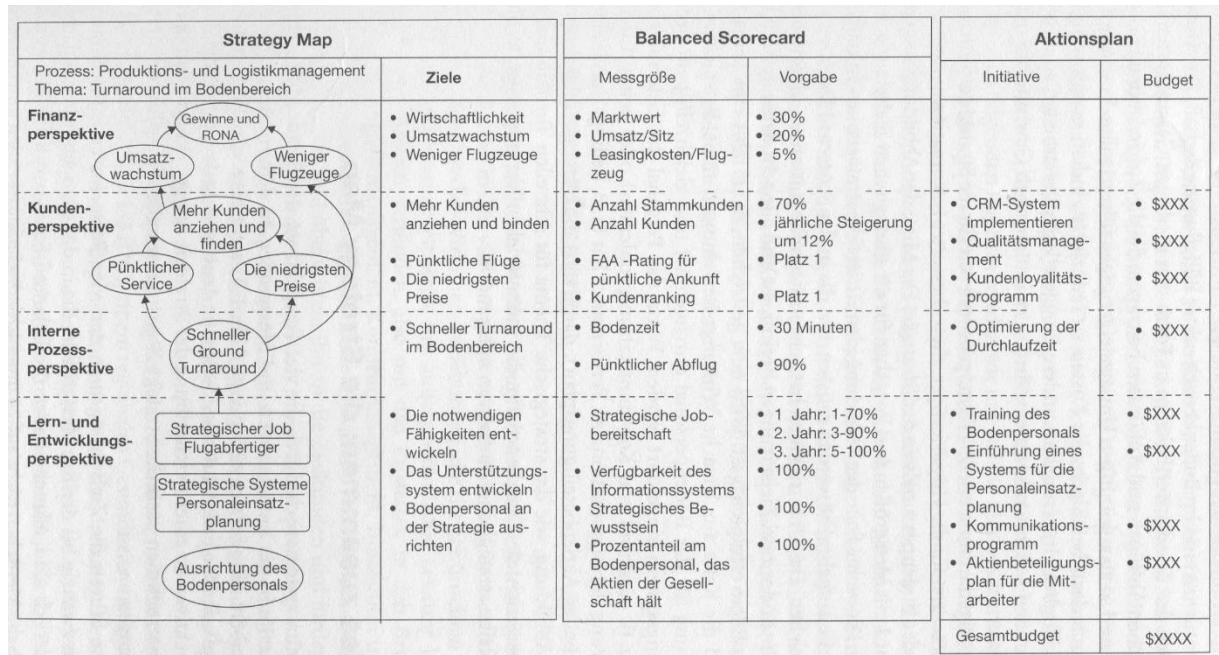 Strategy Map
Prozess: Produktions- und Logistikmanagement
Thema: Turnaround im Bodenbereich
Ziele
Balanced Scorecard
Messgröße
Vorgabe
Aktionsplan
Initiative
Budget
Finanz-
perspektive
Gewinne und
RONA
Umsatz-
wachstum
Weniger
Flugzeuge
• Wirtschaftlichkeit
• Umsatzwachstum
• Weniger Flugzeuge
• Marktwert
• Umsatz/Sitz
• Leasingkosten/Flug-
zeug
• 30%
• 20%
• 5%
Kunden-
perspektive
Mehr Kunden
anziehen und
finden
Pünktlicher
Service
Die niedrigsten
Preise
• Mehr Kunden
anziehen und binden
• Pünktliche Flüge
• Die niedrigsten
Preise
• Anzahl Stammkunden
• Anzahl Kunden
• FAA -Rating für
pünktliche Ankunft
• Kundenranking
• 70%
• jährliche Steigerung
um 12%
• Platz 1
• Platz 1
• CRM-System
implementieren
• Qualitätsmanage-
ment
• Kundenloyalitäts-
programm
• $XXX
• $XXX
• $XXX
Interne
Prozess-
perspektive
Schneller
Ground
Turnaround
• Schneller Turnaround
im Bodenbereich
• Bodenzeit
• Pünktlicher Abflug
• 30 Minuten
• 90%
• Optimierung der
Durchlaufzeit
• $XXX
Lern- und
Entwicklungs-
perspektive
Strategischer Job
Flugabfertiger
Strategische Systeme
Personaleinsatz-
planung
Ausrichtung des
Bodenpersonals
• Die notwendigen
Fähigkeiten ent-
wickeln
• Das Unterstützungs-
system entwickeln
• Bodenpersonal an
der Strategie aus-
richten
• Strategische Job-
bereitschaft
• Verfügbarkeit des
Informationssystems
• Strategisches Be-
wusstsein
• Prozentanteil am
Bodenpersonal, das
Aktien der Gesell-
schaft hält
• 1 Jahr: 1-70%
• 2. Jahr: 3-90%
• 3. Jahr: 5-100%
• 100%
• 100%
• 100%
• Training des
Bodenpersonals
• Einführung eines
Systems für die
Personaleinsatz-
planung
• Kommunikations-
programm
• Aktienbeteiligungs-
plan für die Mit-
arbeiter
• $XXX
• $XXX
• $XXX
• $XXX
Gesamtbudget
$XXXX